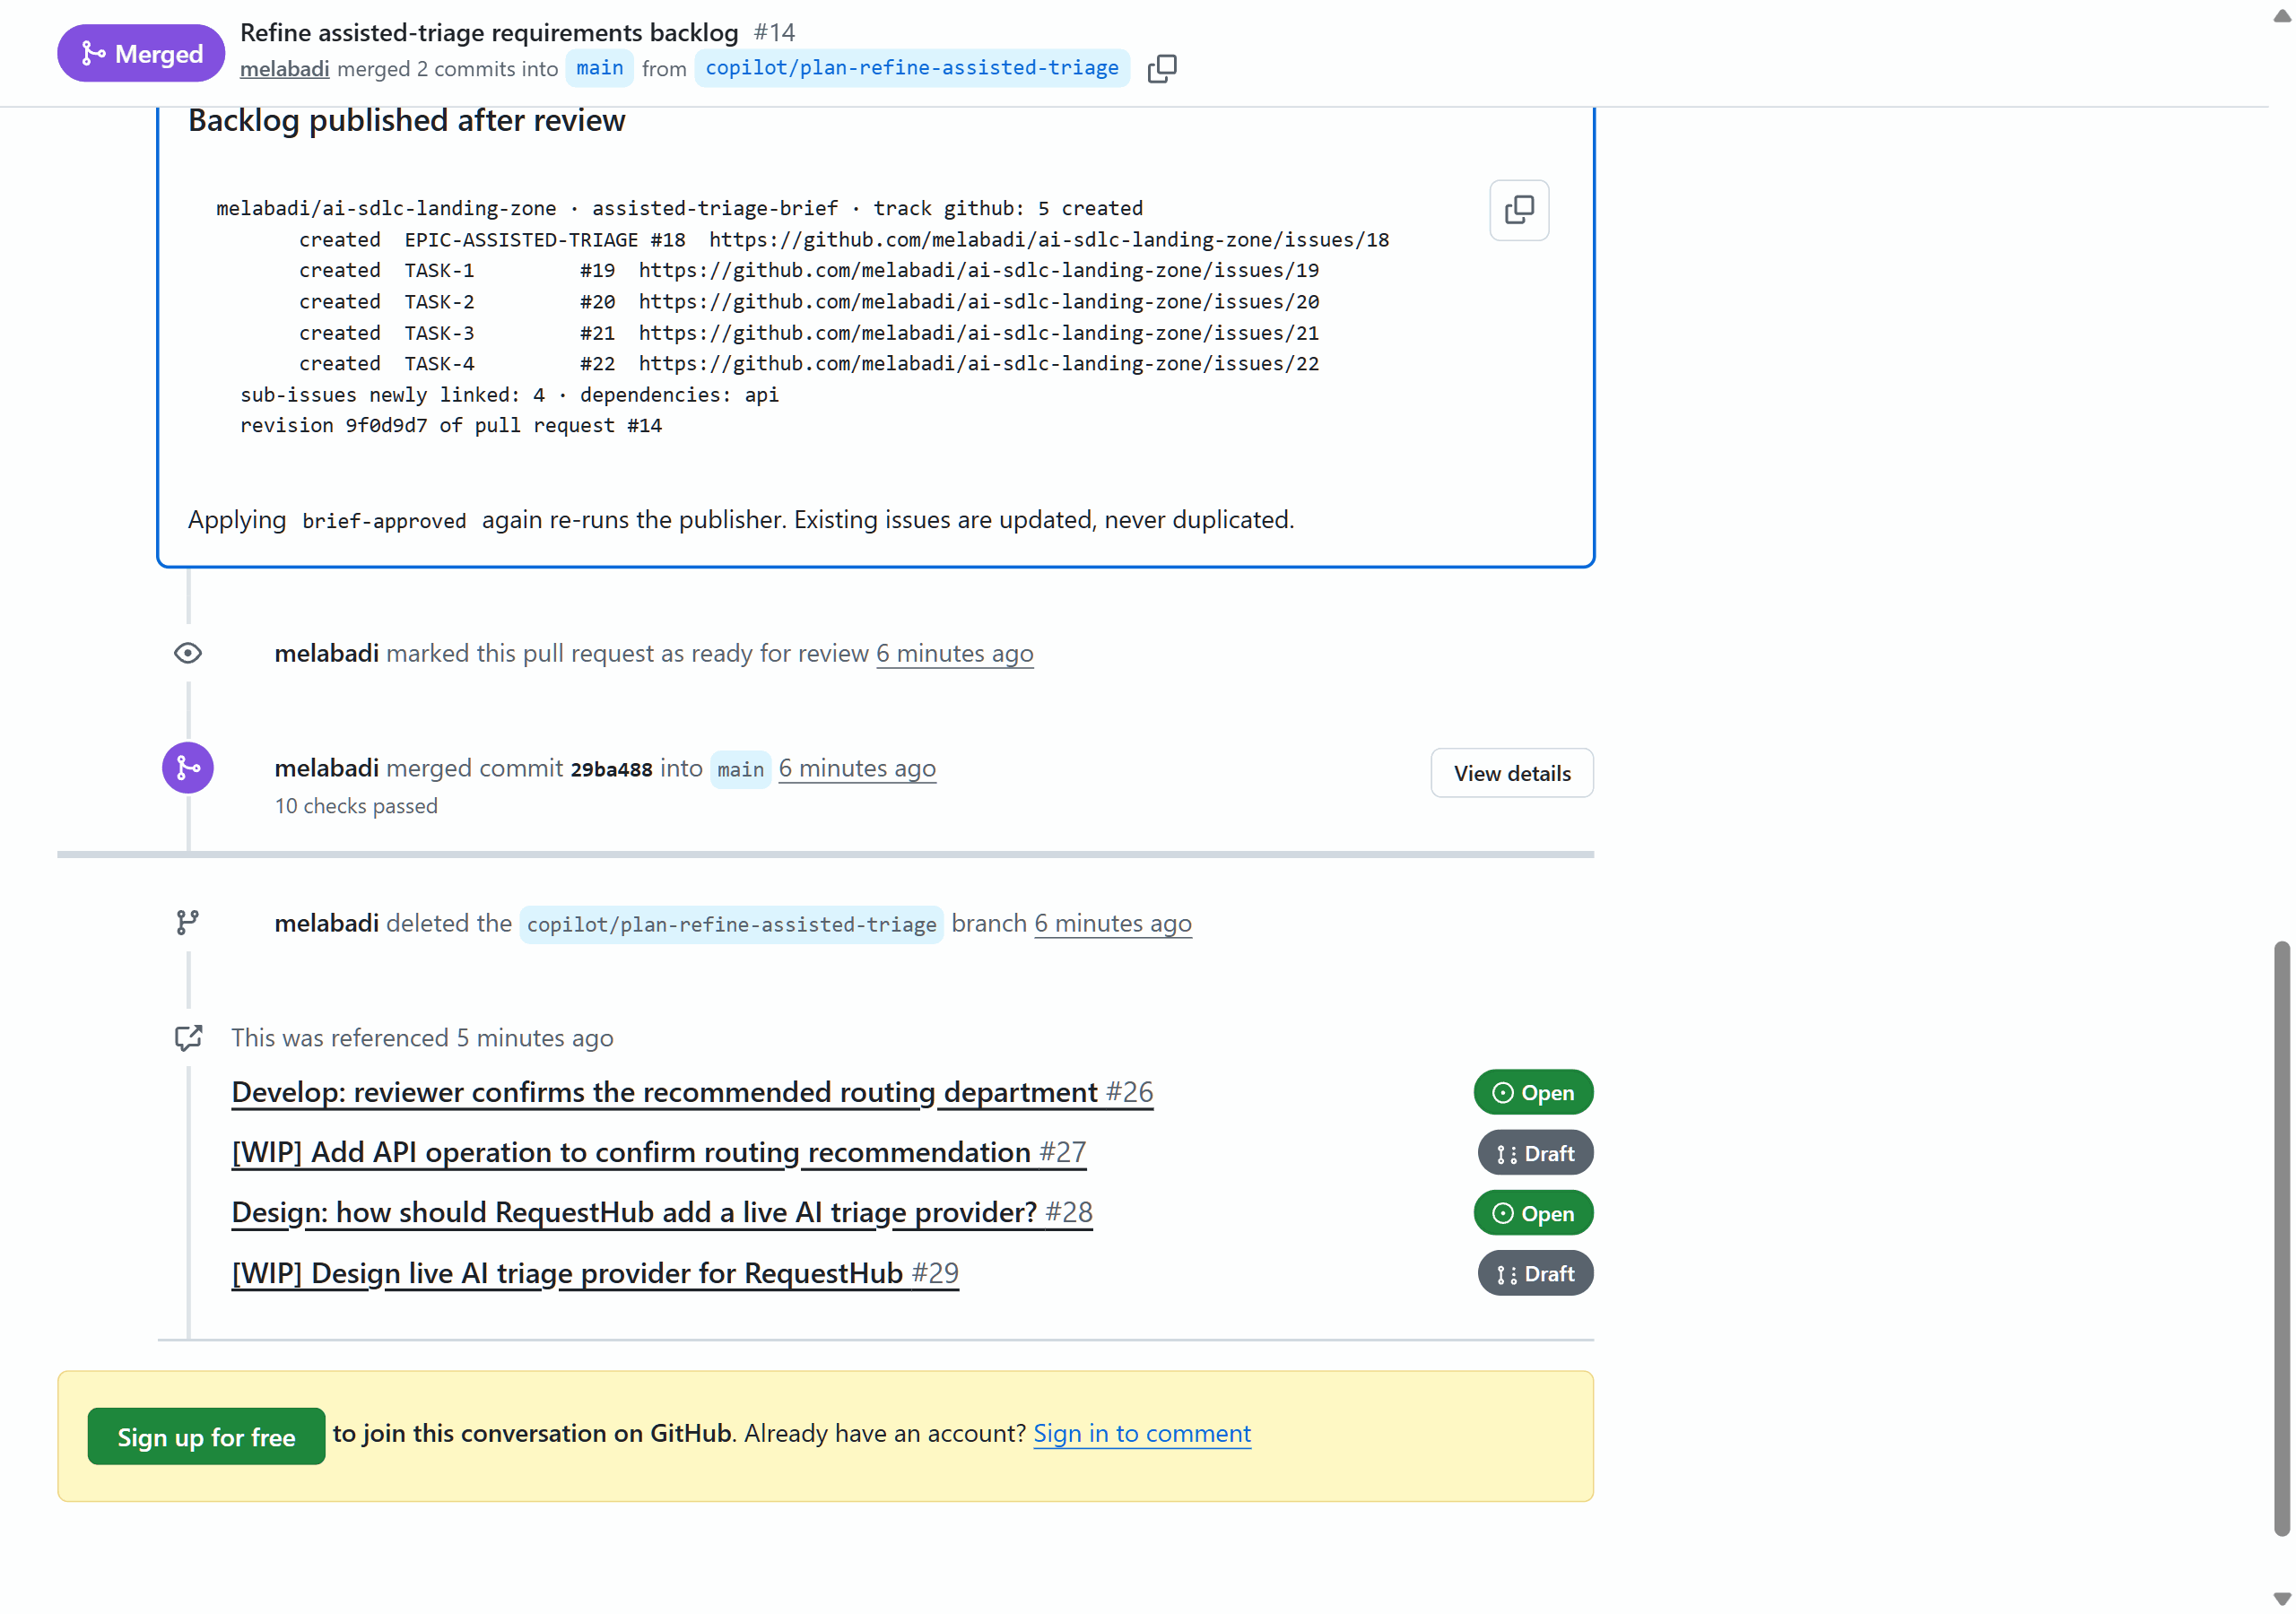 Merged
Refine assisted-triage requirements backlog #14
melabadi merged 2 commits into main from copilot/plan-refine-assisted-triage
Backlog published after review
melabadi/ai-sdlc-landing-zone · assisted-triage-brief · track github: 5 created
created EPIC-ASSISTED-TRIAGE #18 https://github.com/melabadi/ai-sdlc-landing-zone/issues/18
created TASK-1 #19 https://github.com/melabadi/ai-sdlc-landing-zone/issues/19
created TASK-2 #20 https://github.com/melabadi/ai-sdlc-landing-zone/issues/20
created TASK-3 #21 https://github.com/melabadi/ai-sdlc-landing-zone/issues/21
created TASK-4 #22 https://github.com/melabadi/ai-sdlc-landing-zone/issues/22
sub-issues newly linked: 4 · dependencies: api
revision 9f0d9d7 of pull request #14
Applying brief-approved again re-runs the publisher. Existing issues are updated, never duplicated.
melabadi marked this pull request as ready for review 6 minutes ago
melabadi merged commit 29ba488 into main 6 minutes ago
View details
10 checks passed
melabadi deleted the copilot/plan-refine-assisted-triage branch 6 minutes ago
This was referenced 5 minutes ago
Develop: reviewer confirms the recommended routing department #26
Open
[WIP] Add API operation to confirm routing recommendation #27
Draft
Design: how should RequestHub add a live AI triage provider? #28
Open
[WIP] Design live AI triage provider for RequestHub #29
Draft
Sign up for free to join this conversation on GitHub. Already have an account? Sign in to comment